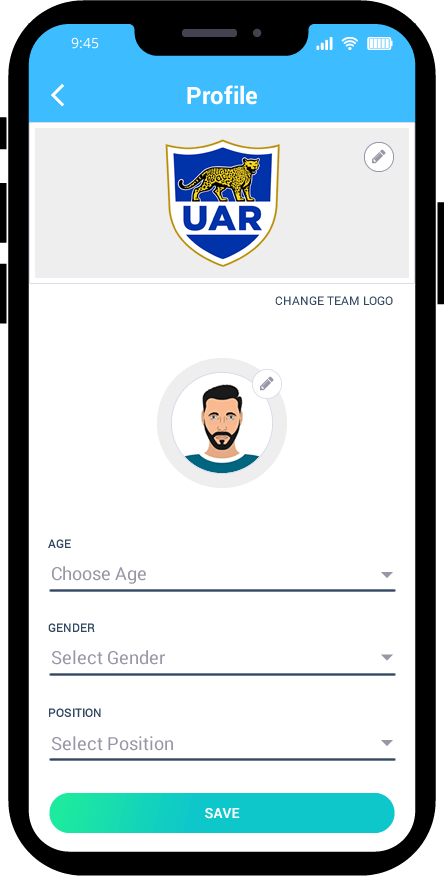 9:45
Profile
UAR
CHANGE TEAM LOGO
AGE
Choose Age
GENDER
Select Gender
POSITION
Select Position
SAVE